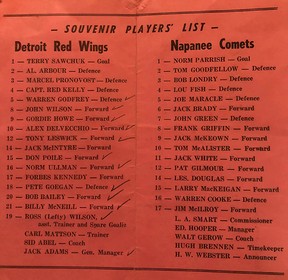 — SOUVENIR PLAYERS' LIST —
Detroit Red Wings
1 — TERRY SAWCHUK — Goal
2 — AL. ARBOUR — Defence
3 — MARCEL PRONOVOST — Defence
4 — CAPT. RED KELLY — Defence
5 — WARREN GODFREY — Defence
8 — JOHN WILSON — Forward
9 — GORDIE HOWE — Forward
10 — ALEX DELVECCHIO — Forward
12 — TONY LESWICK — Forward
14 — JACK McINTYRE — Forward
15 — DON POILE — Forward
16 — NORM ULLMAN — Forward
17 — FORBES KENNEDY — Forward
18 — PETE GOEGAN — Defence
20 — BOB BAILEY — Forward
21 — BILLY McNEILL — Forward
19 — ROSS (Lefty) WILSON,
asst. Trainer and Spare Goalie
CARL MATTSON — Trainer
SID ABEL — Coach
JACK ADAMS — Gen. Manager
Napanee Comets
1 — NORM PARRISH — Goal
2 — TOM GOODFELLOW — Defence
3 — BOB LONDRY — Defence
4 — LOU FISH — Defence
5 — JOE MARACLE — Defence
6 — JACK BRADY — Forward
7 — JOHN GREEN — Defence
8 — FRANK GRIFFIN — Forward
9 — JACK McKEOWN — Forward
10 — TOM McALISTER — Forward
11 — JACK WHITE — Forward
12 — PAT GILMOUR — Forward
14 — LES. DOUGLAS — Forward
15 — LARRY MacKEIGAN — Forward
16 — WARREN COOKE — Defence
17 — JIM McILROY — Forward
L. A. SMART — Commissioner
ED. HOOPER — Manager
WALT GEROW — Coach
HUGH BRENNEN — Timekeeper
H. W. WEBSTER — Announcer